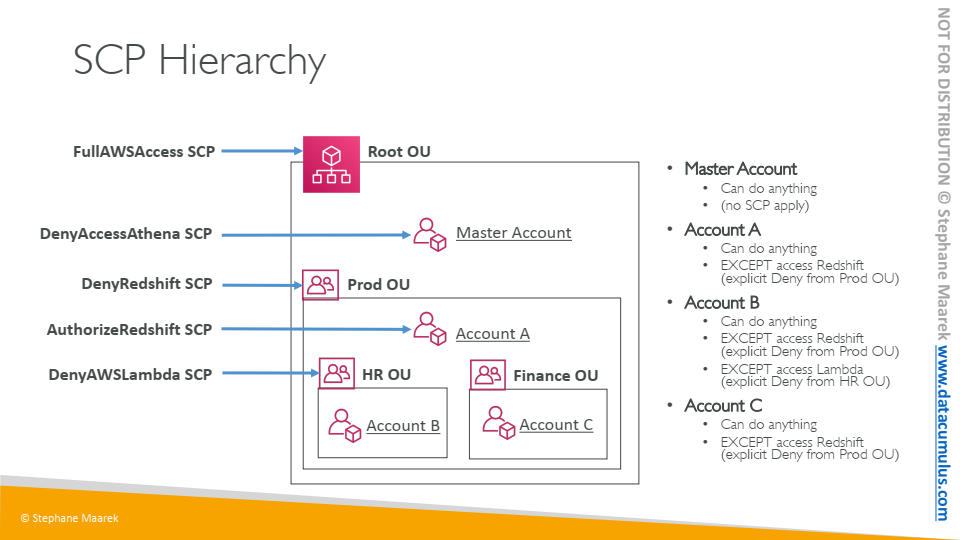 SCP Hierarchy
FullAWSAccess SCP
Root OU
DenyAccessAthena SCP
Master Account
DenyRedshift SCP
Prod OU
AuthorizeRedshift SCP
Account A
DenyAWSLambda SCP
HR OU
Finance OU
Account B
Account C
• Master Account
• Can do anything
• (no SCP apply)
• Account A
• Can do anything
• EXCEPT access Redshift
(explicit Deny from Prod OU)
• Account B
• Can do anything
• EXCEPT access Redshift
(explicit Deny from Prod OU)
• EXCEPT access Lambda
(explicit Deny from HR OU)
• Account C
• Can do anything
• EXCEPT access Redshift
(explicit Deny from Prod OU)
NOT FOR DISTRIBUTION © Stephane Maarek www.datacumulus.com
© Stephane Maarek